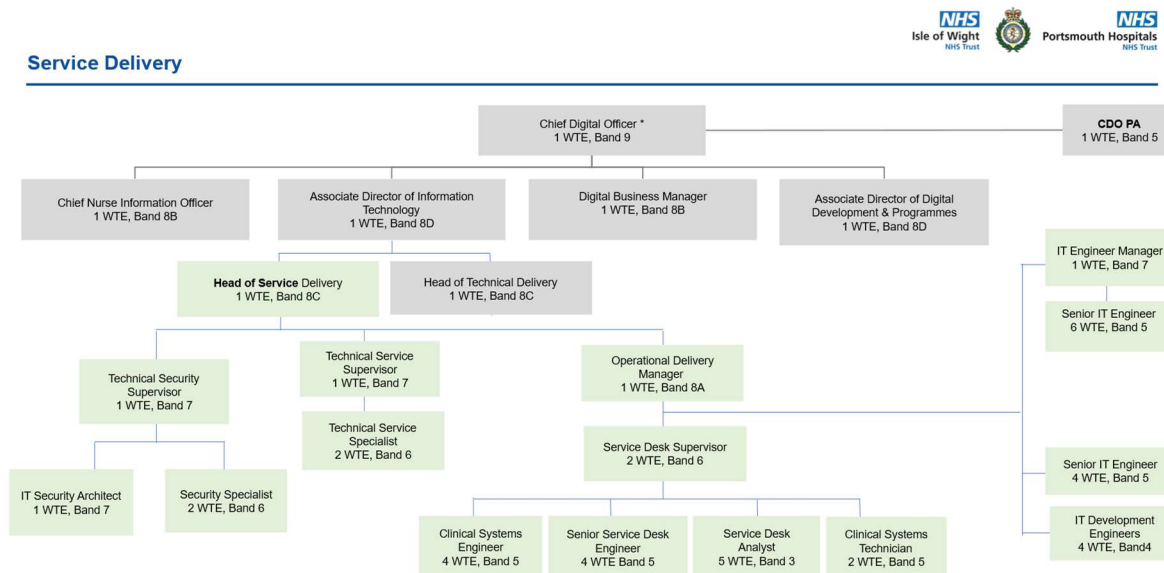 NHS
Isle of Wight
NHS Trust
NHS
Portsmouth Hospitals
NHS Trust
Service Delivery
Chief Digital Officer *
1 WTE, Band 9
CDO PA
1 WTE, Band 5
Chief Nurse Information Officer
1 WTE, Band 8B
Associate Director of Information
Technology
1 WTE, Band 8D
Digital Business Manager
1 WTE, Band 8B
Associate Director of Digital
Development & Programmes
1 WTE, Band 8D
Head of Service Delivery
1 WTE, Band 8C
Head of Technical Delivery
1 WTE, Band 8C
IT Engineer Manager
1 WTE, Band 7
Senior IT Engineer
6 WTE, Band 5
Technical Security
Supervisor
1 WTE, Band 7
Technical Service
Supervisor
1 WTE, Band 7
Operational Delivery
Manager
1 WTE, Band 8A
Technical Service
Specialist
2 WTE, Band 6
Service Desk Supervisor
2 WTE, Band 6
IT Security Architect
1 WTE, Band 7
Security Specialist
2 WTE, Band 6
Senior IT Engineer
4 WTE, Band 5
Clinical Systems
Engineer
4 WTE, Band 5
Senior Service Desk
Engineer
4 WTE, Band 5
Service Desk
Analyst
5 WTE, Band 3
Clinical Systems
Technician
2 WTE, Band 5
IT Development
Engineers
4 WTE, Band4